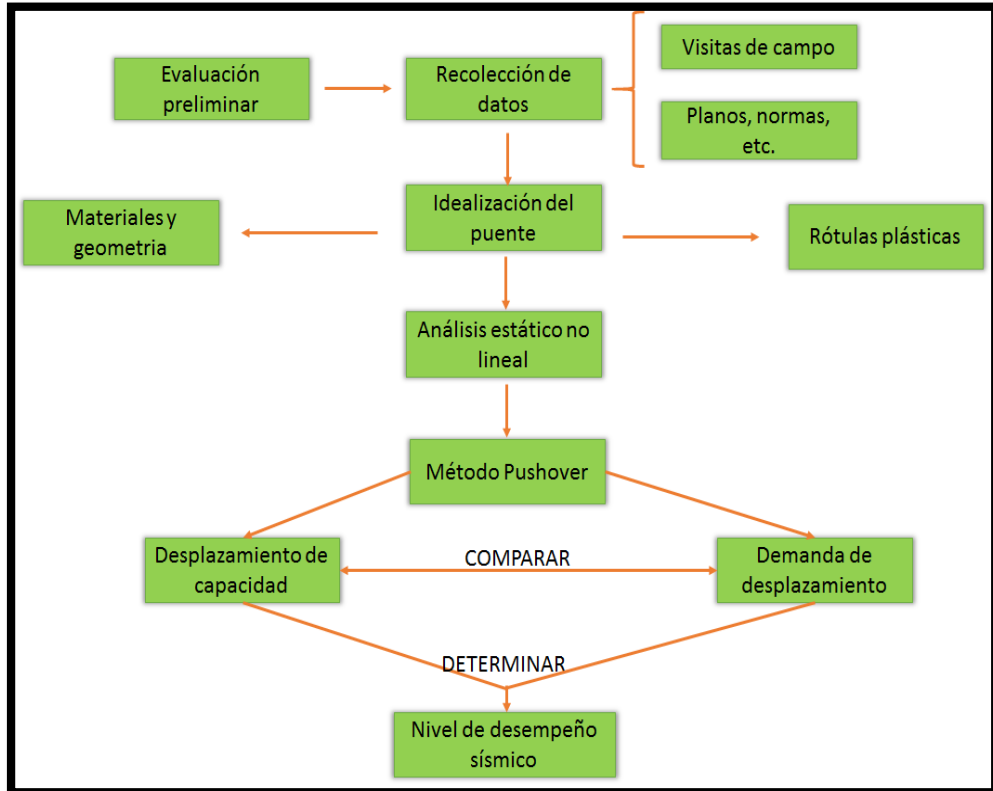 Evaluación
preliminar
Recolección de
datos
Visitas de campo
Planos, normas,
etc.
Materiales y
geometria
Idealización del
puente
Rótulas plásticas
Análisis estático no
lineal
Método Pushover
Desplazamiento de
capacidad
COMPARAR
Demanda de
desplazamiento
DETERMINAR
Nivel de desempeño
sísmico